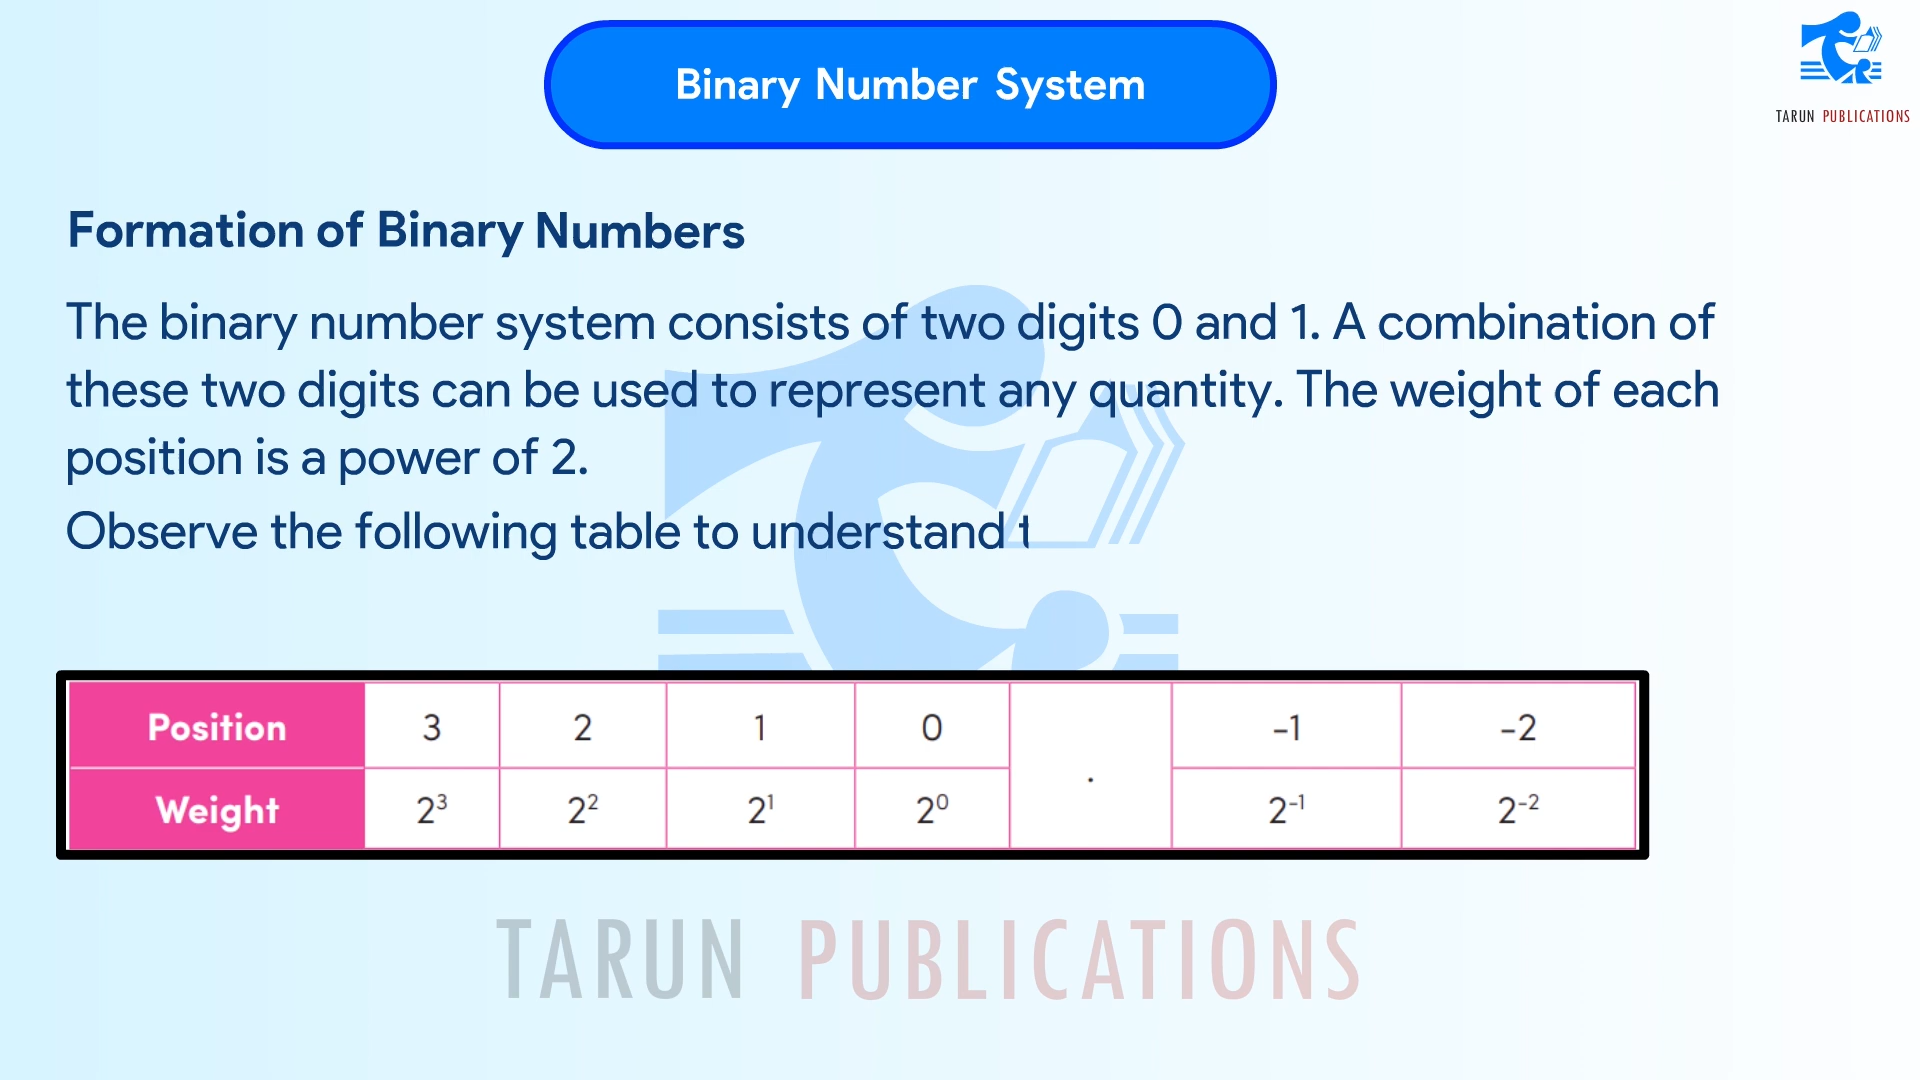 Binary Number System
TARUN PUBLICATIONS
Formation of Binary Numbers
The binary number system consists of two digits 0 and 1. A combination of
these two digits can be used to represent any quantity. The weight of each
position is a power of 2.
Observe the following table to understand t
Position 3 2 1 0 . -1 -2
Weight 2³ 2² 2¹ 2⁰ 2⁻¹ 2⁻²
TARUN PUBLICATIONS